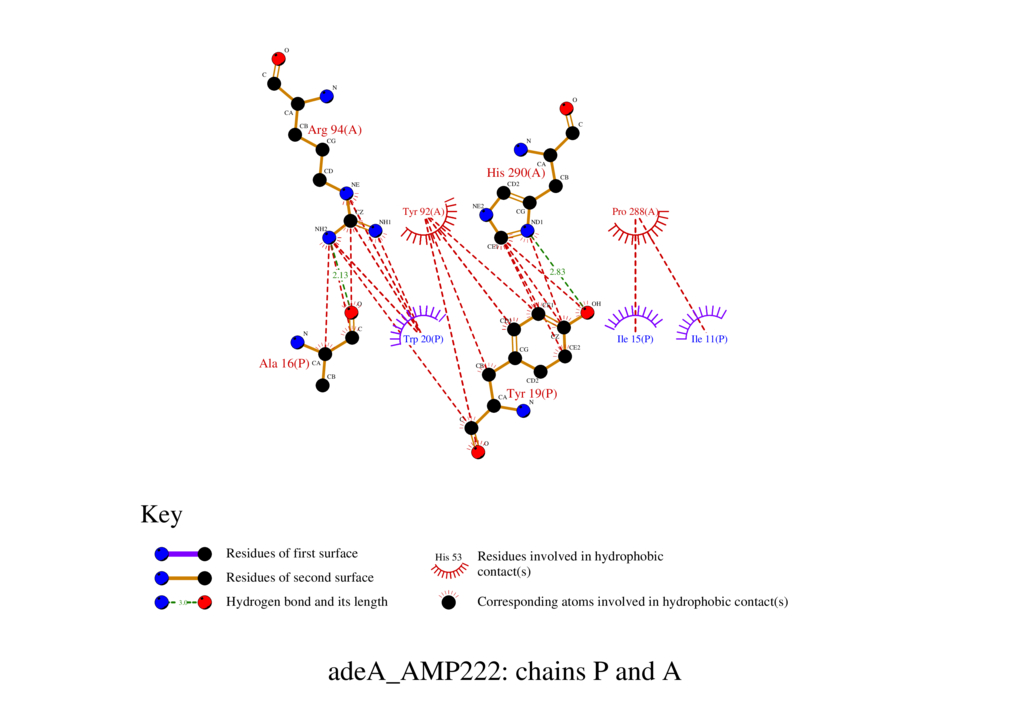 O
C
N
CA
CB
Arg 94(A)
CG
CD
NE
CZ
NH1
NH2
2.13
O
C
N
Ala 16(P)
CA
CB
Tyr 92(A)
Trp 20(P)
O
C
N
CA
His 290(A)
CB
CD2
NE2
CG
ND1
CE1
2.83
OH
CE1
CD1
CZ
CE2
CG
CB
CD2
Tyr 19(P)
CA
N
C
O
Pro 288(A)
Ile 15(P)
Ile 11(P)
Key
Residues of first surface
Residues of second surface
3.0
Hydrogen bond and its length
His 53
Residues involved in hydrophobic
contact(s)
Corresponding atoms involved in hydrophobic contact(s)
adeA_AMP222: chains P and A